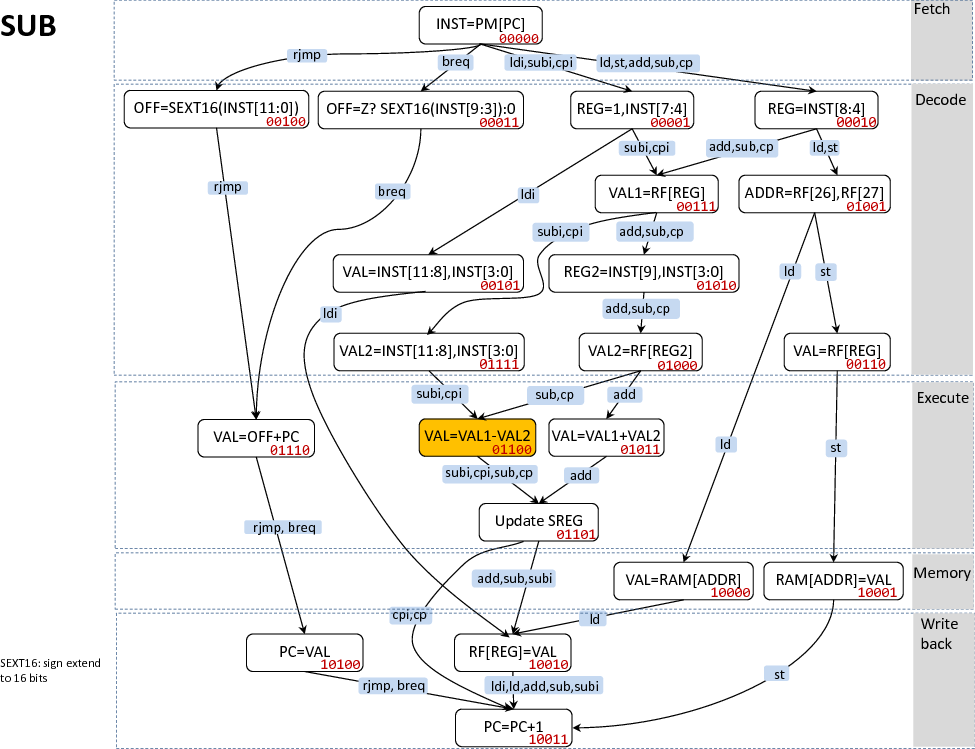 SUB
Fetch
INST=PM[PC]
00000
rjmp
breq
ldi,subi,cpi
ld,st,add,sub,cp
Decode
OFF=SEXT16(INST[11:0])
00100
OFF=Z? SEXT16(INST[9:3]):0
00011
REG=1,INST[7:4]
00001
REG=INST[8:4]
00010
subi,cpi
add,sub,cp
ld,st
rjmp
breq
ldi
VAL1=RF[REG]
00111
ADDR=RF[26],RF[27]
01001
subi,cpi
add,sub,cp
VAL=INST[11:8],INST[3:0]
00101
REG2=INST[9],INST[3:0]
01010
ld
st
ldi
add,sub,cp
VAL2=INST[11:8],INST[3:0]
01111
VAL2=RF[REG2]
01000
VAL=RF[REG]
00110
Execute
subi,cpi
sub,cp
add
VAL=OFF+PC
01110
VAL=VAL1-VAL2
01100
VAL=VAL1+VAL2
01011
ld
st
subi,cpi,sub,cp
add
Update SREG
01101
rjmp, breq
Memory
add,sub,subi
VAL=RAM[ADDR]
10000
RAM[ADDR]=VAL
10001
cpi,cp
ld
Write
back
PC=VAL
10100
RF[REG]=VAL
10010
SEXT16: sign extend
to 16 bits
rjmp, breq
ldi,ld,add,sub,subi
st
PC=PC+1
10011